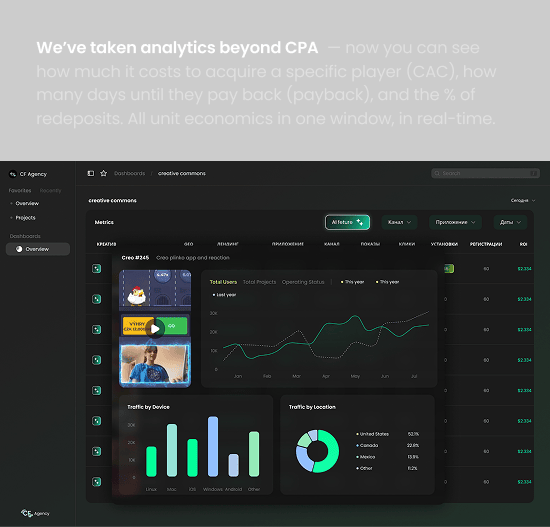 We've taken analytics beyond CPA — now you can see
how much it costs to acquire a specific player (CAC), how
many days until they pay back (payback), and the % of
redeposits. All unit economics in one window, in real-time.
CF Agency
Dashboards / creative commons
Search
Favorites Recently
Overview
Projects
Dashboards
Overview
creative commons
Сегодня
Metrics
AI feture
Канал
Приложение
Даты
КРЕАТИВ ГЕО ЛЕНДИНГ ПРИЛОЖЕНИЕ КАНАЛ ПОКАЗЫ КЛИКИ УСТАНОВКИ РЕГИСТРАЦИИ ROI
Creo #245 Creo plinko app and reaction
60 $2.334
60 $2.334
60 $2.334
60 $2.334
60 $2.334
60 $2.334
60 $2.334
60 $2.334
Total Users Total Projects Operating Status This year This year
Last year
30K
20K
10K
0
Jan Feb Mar Apr May Jun Jul
Traffic by Device
30K
20K
10K
0
Linux Mac iOS Windows Android Other
Traffic by Location
United States 52.1%
Canada 22.8%
Mexico 13.9%
Other 11.2%
CF Agency